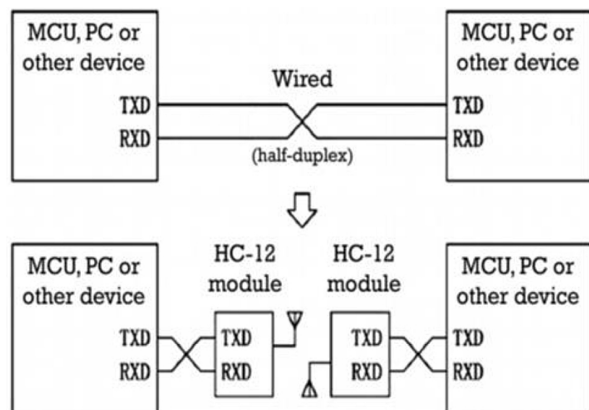 MCU, PC or
other device
TXD
RXD
Wired
(half-duplex)
MCU, PC or
other device
TXD
RXD
MCU, PC or
other device
TXD
RXD
HC-12
module
TXD
RXD
HC-12
module
TXD
RXD
MCU, PC or
other device
TXD
RXD